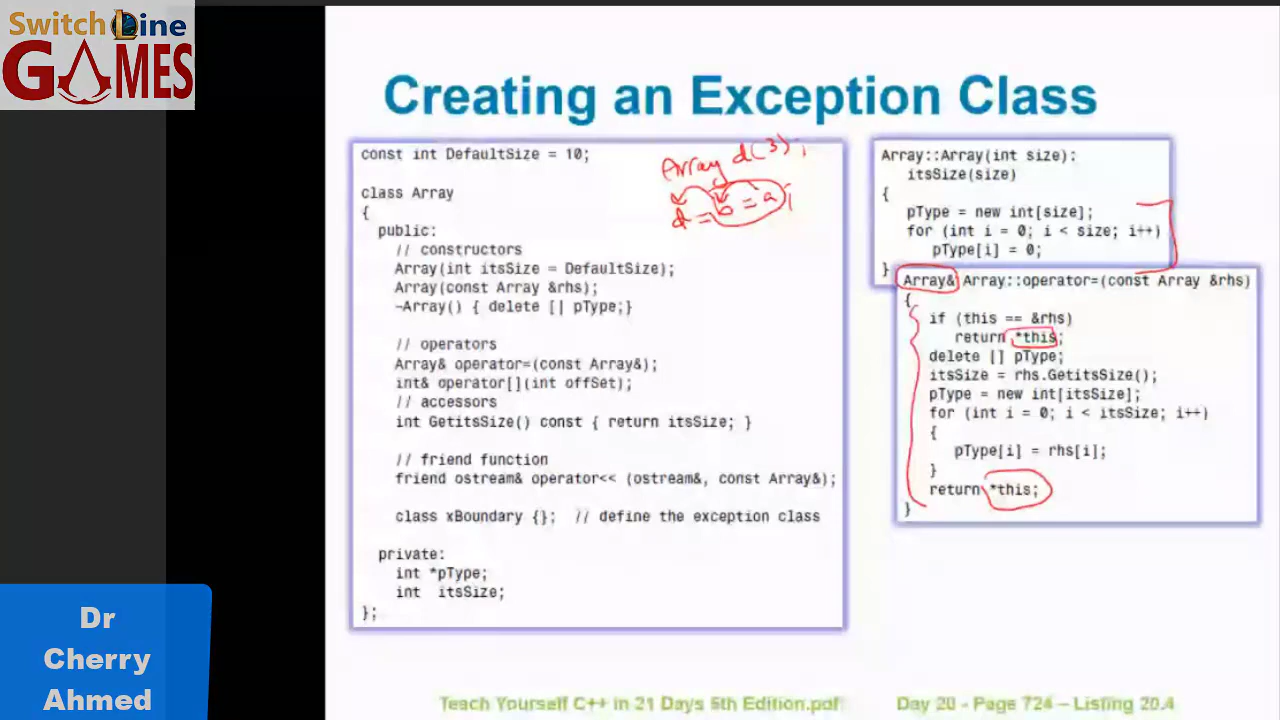 Switch Line
GAMES
Creating an Exception Class
const int DefaultSize = 10;
class Array
{
public:
// constructors
Array(int itsSize = DefaultSize);
Array(const Array &rhs);
~Array() { delete [] pType;}
// operators
Array& operator=(const Array&);
int& operator[](int offSet);
// accessors
int GetitsSize() const { return itsSize; }
// friend function
friend ostream& operator<< (ostream&, const Array&);
class xBoundary {}; // define the exception class
private:
int *pType;
int itsSize;
};
Array d(3);
d = b = a;
Array::Array(int size):
itsSize(size)
{
pType = new int[size];
for (int i = 0; i < size; i++)
pType[i] = 0;
}
Array& Array::operator=(const Array &rhs)
{
if (this == &rhs)
return *this;
delete [] pType;
itsSize = rhs.GetitsSize();
pType = new int[itsSize];
for (int i = 0; i < itsSize; i++)
{
pType[i] = rhs[i];
}
return *this;
}
Dr
Cherry
Ahmed
Teach Yourself C++ in 21 Days 5th Edition.pdf: Day 20 - Page 724 – Listing 20.4